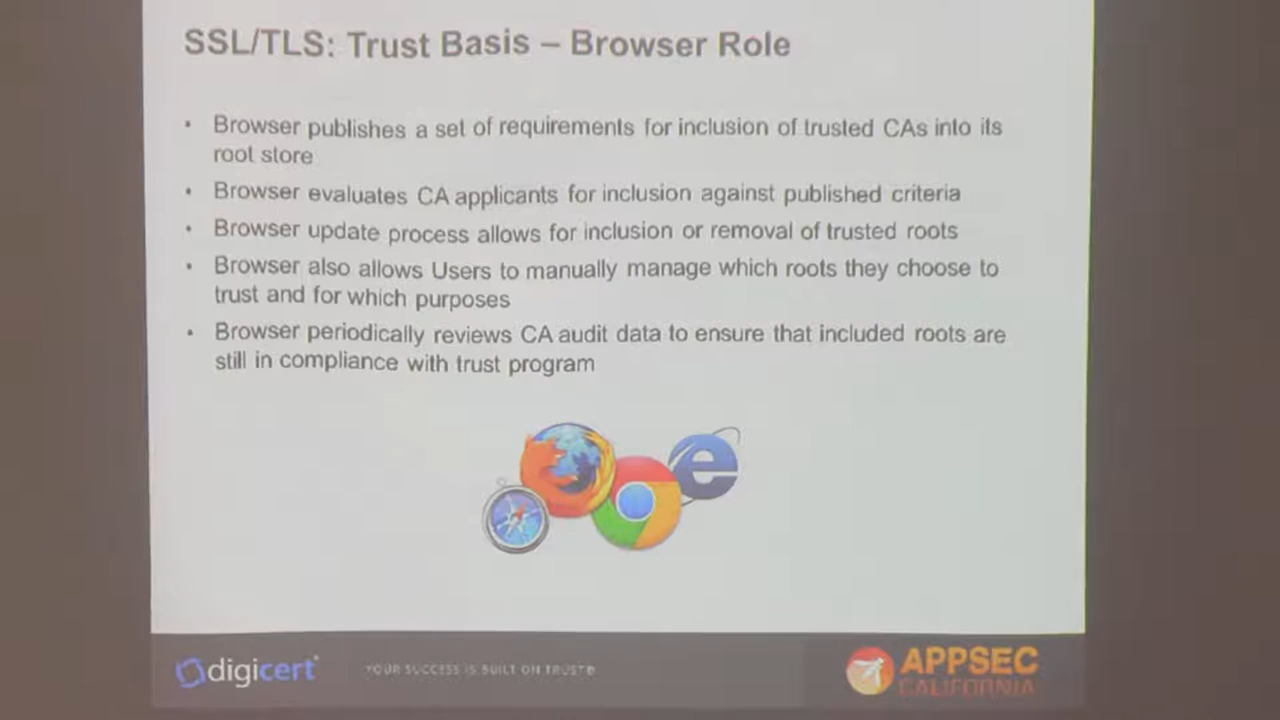 SSL/TLS: Trust Basis – Browser Role
• Browser publishes a set of requirements for inclusion of trusted CAs into its
root store
• Browser evaluates CA applicants for inclusion against published criteria
• Browser update process allows for inclusion or removal of trusted roots
• Browser also allows Users to manually manage which roots they choose to
trust and for which purposes
• Browser periodically reviews CA audit data to ensure that included roots are
still in compliance with trust program
digicert
YOUR SUCCESS IS BUILT ON TRUST®
APPSEC
CALIFORNIA